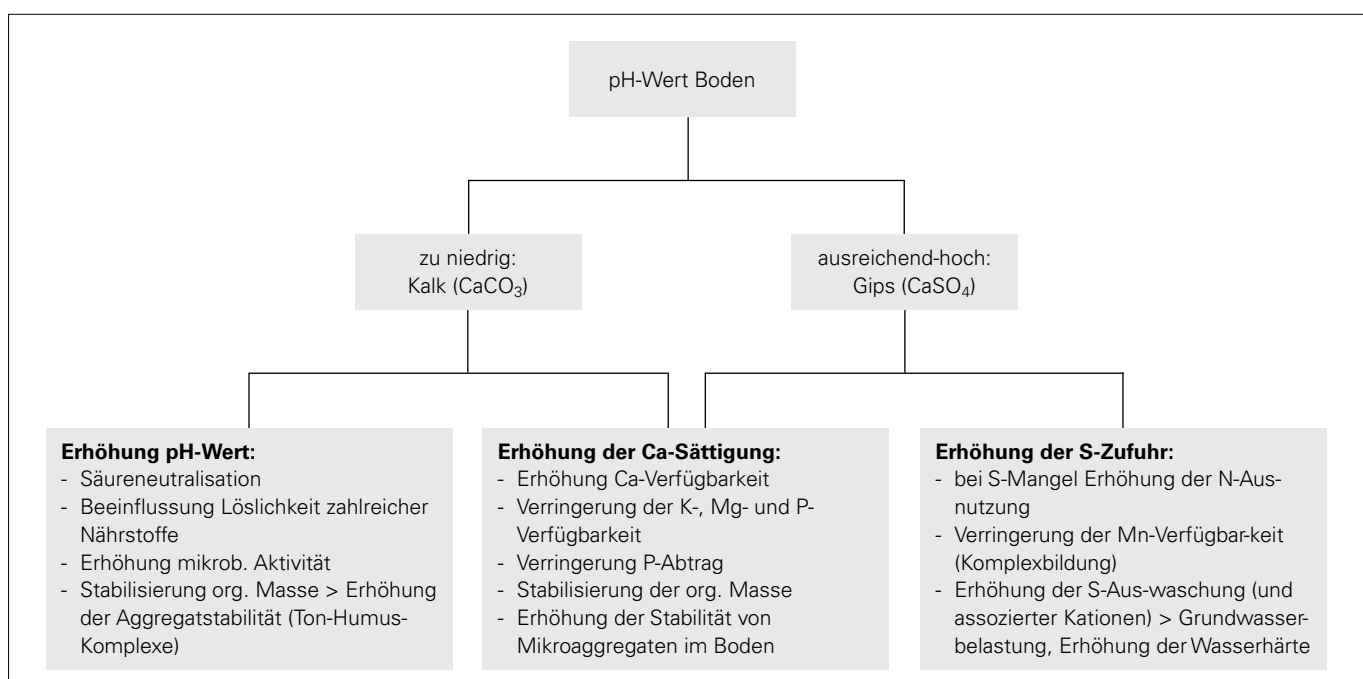 pH-Wert Boden
zu niedrig:
Kalk (CaCO₃)
ausreichend-hoch:
Gips (CaSO₄)
Erhöhung pH-Wert:
- Säureneutralisation
- Beeinflussung Löslichkeit zahlreicher
Nährstoffe
- Erhöhung mikrob. Aktivität
- Stabilisierung org. Masse > Erhöhung
der Aggregatstabilität (Ton-Humus-
Komplexe)
Erhöhung der Ca-Sättigung:
- Erhöhung Ca-Verfügbarkeit
- Verringerung der K-, Mg- und P-
Verfügbarkeit
- Verringerung P-Abtrag
- Stabilisierung der org. Masse
- Erhöhung der Stabilität von
Mikroaggregaten im Boden
Erhöhung der S-Zufuhr:
- bei S-Mangel Erhöhung der N-Aus-
nutzung
- Verringerung der Mn-Verfügbar-keit
(Komplexbildung)
- Erhöhung der S-Aus-waschung (und
assozierter Kationen) > Grundwasser-
belastung, Erhöhung der Wasserhärte